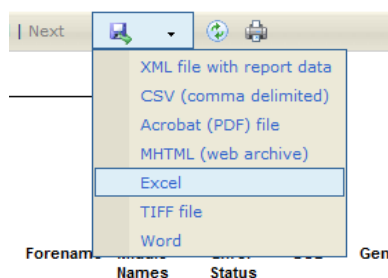 | Next
XML file with report data
CSV (comma delimited)
Acrobat (PDF) file
MHTML (web archive)
Excel
TIFF file
Word
Forename
Names
Status
Gen